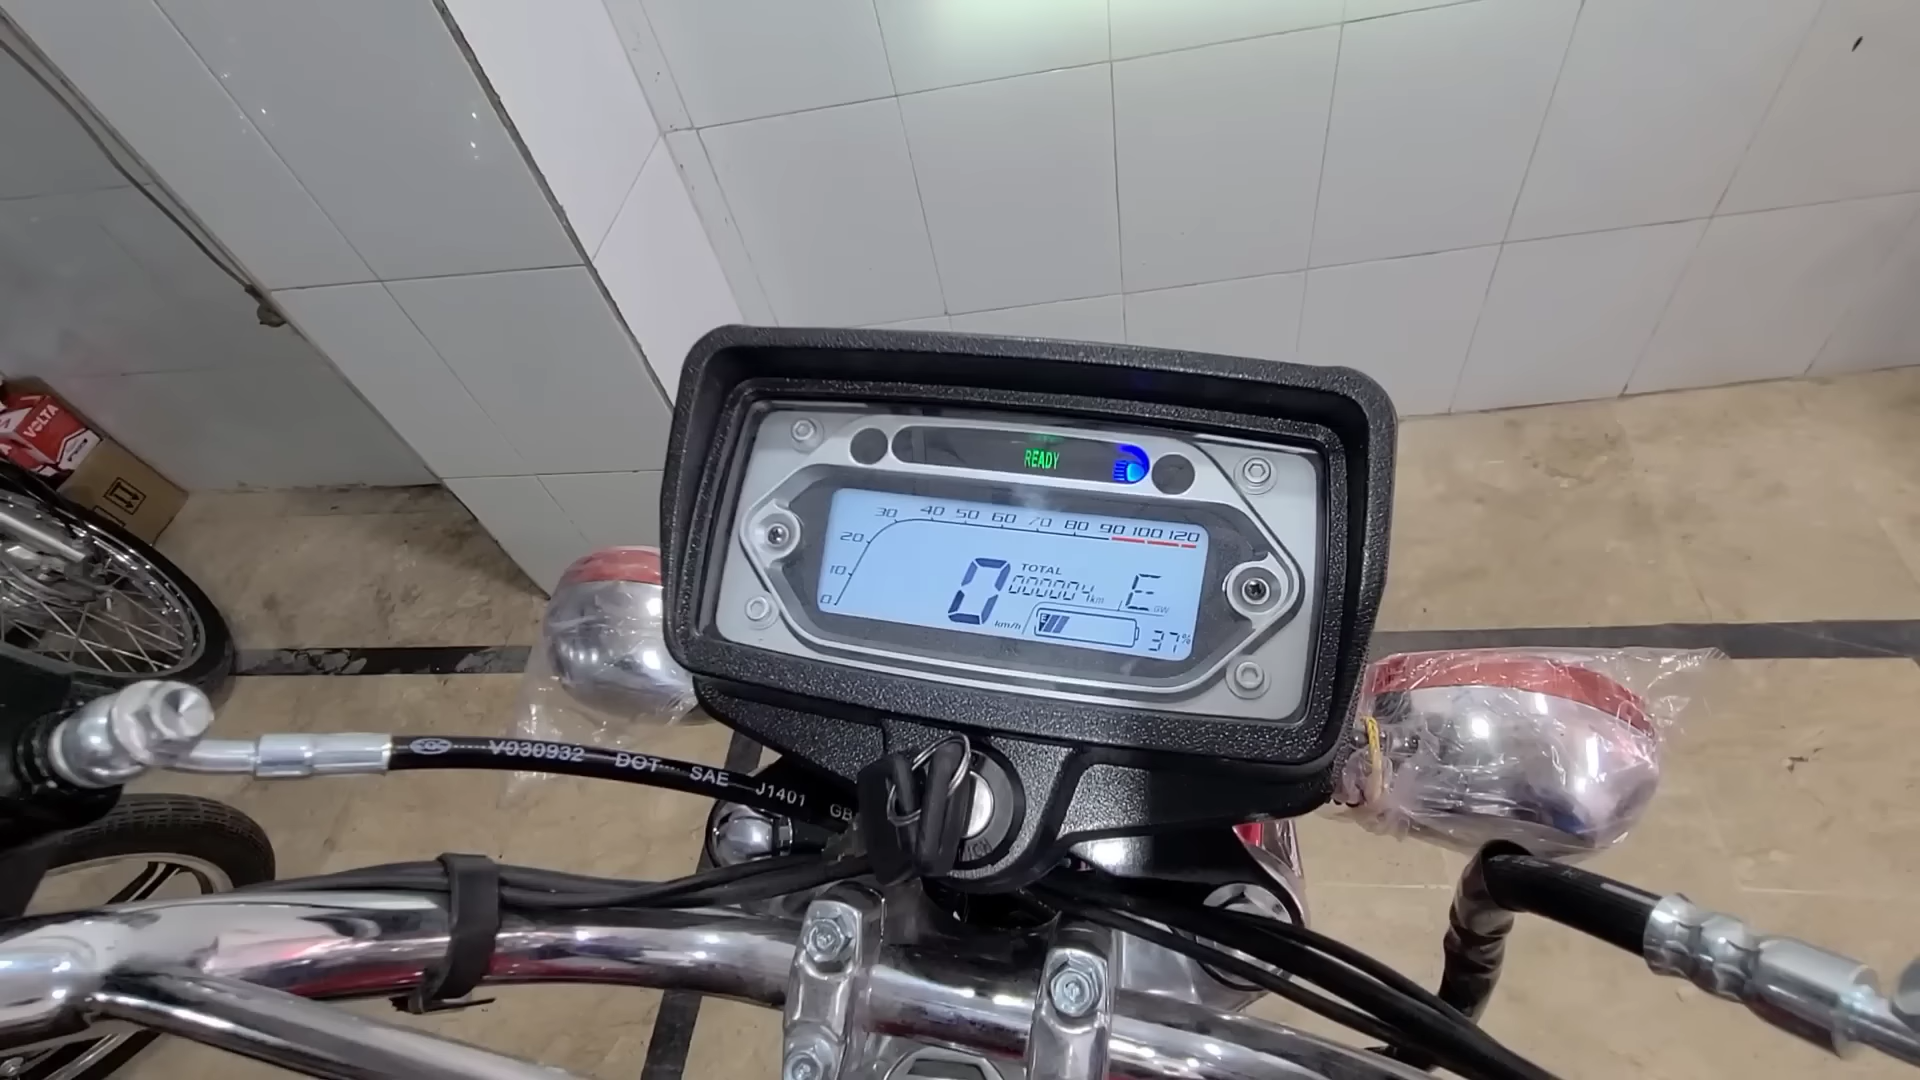 VOLTA
READY
30 40 50 60 70 80 90 100 120
20
10
0
TOTAL
000004 km
0 km/h
E
GW
E
37%
V030932 DOT SAE J1401 GB